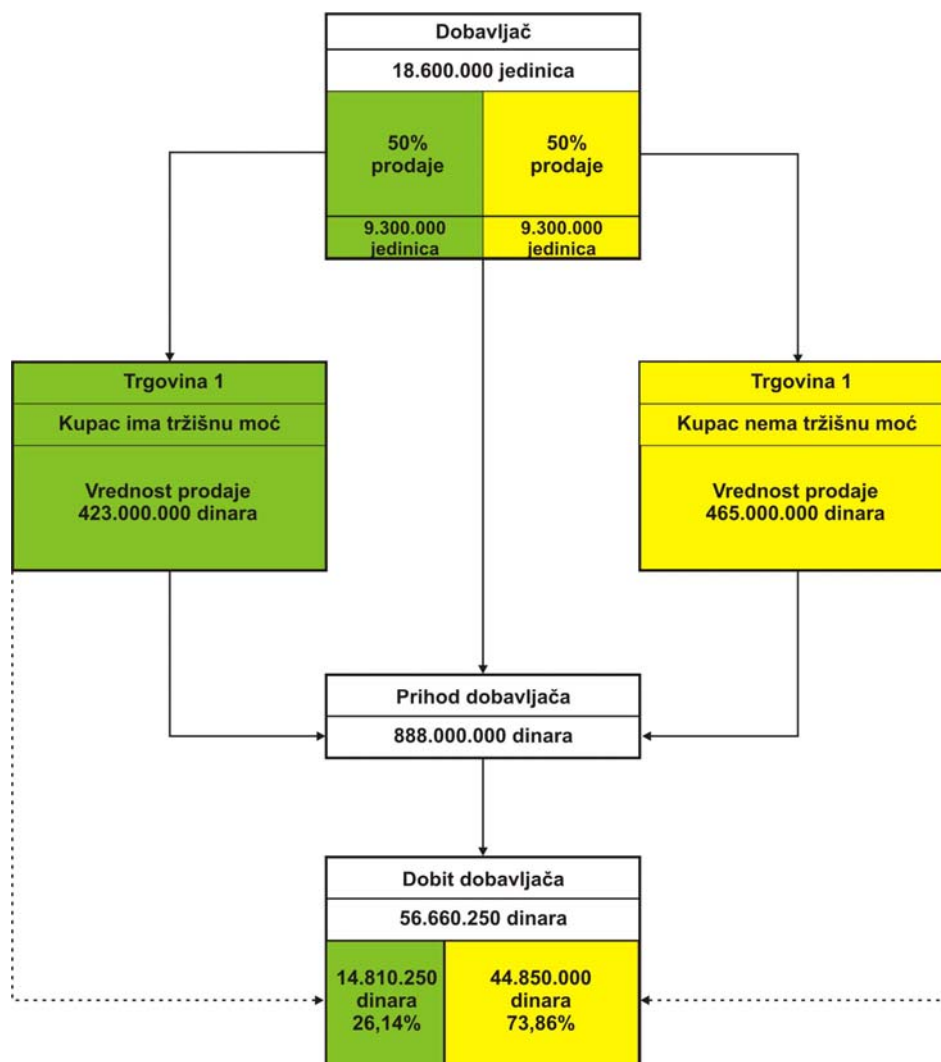 Dobavljač
18.600.000 jedinica
50%
prodaje
50%
prodaje
9.300.000
jedinica
9.300.000
jedinica
Trgovina 1
Kupac ima tržišnu moć
Vrednost prodaje
423.000.000 dinara
Trgovina 1
Kupac nema tržišnu moć
Vrednost prodaje
465.000.000 dinara
Prihod dobavljača
888.000.000 dinara
Dobit dobavljača
56.660.250 dinara
14.810.250
dinara
26,14%
44.850.000
dinara
73,86%